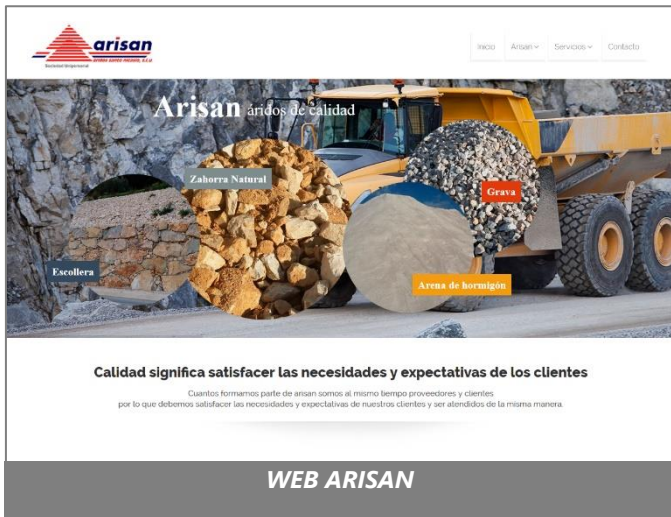 arisan
Sociedad Unipersonal
Inicio Arisan Servicios Contacto
Arisan áridos de calidad
Zahorra Natural
Grava
Escollera
Arena de hormigón
Calidad significa satisfacer las necesidades y expectativas de los clientes
Cuantos formamos parte de arisan somos al mismo tiempo proveedores y clientes
por lo que debemos satisfacer las necesidades y expectativas de nuestros clientes y ser atendidos de la misma manera.
WEB ARISAN